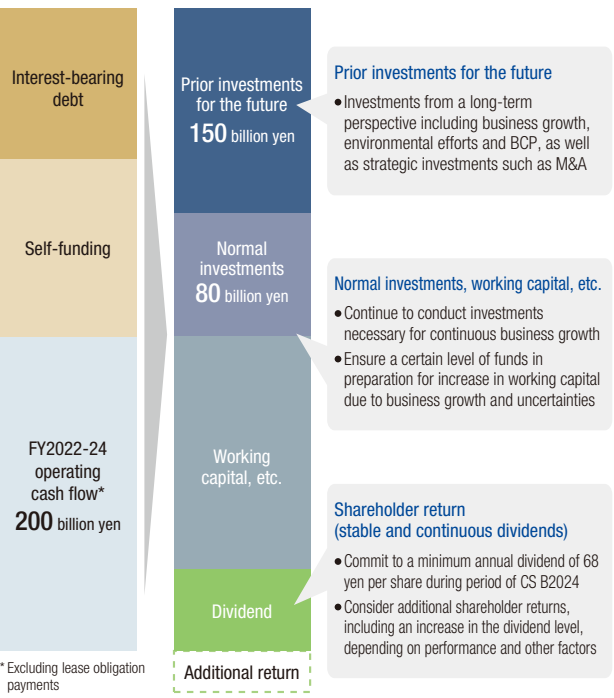 Interest-bearing
debt
Self-funding
FY2022-24
operating
cash flow*
200 billion yen
* Excluding lease obligation
payments
Prior investments
for the future
150 billion yen
Normal
investments
80 billion yen
Working
capital, etc.
Dividend
Additional return
Prior investments for the future
• Investments from a long-term
perspective including business growth,
environmental efforts and BCP, as well
as strategic investments such as M&A
Normal investments, working capital, etc.
• Continue to conduct investments
necessary for continuous business growth
• Ensure a certain level of funds in
preparation for increase in working capital
due to business growth and uncertainties
Shareholder return
(stable and continuous dividends)
• Commit to a minimum annual dividend of 68
yen per share during period of CS B2024
• Consider additional shareholder returns,
including an increase in the dividend level,
depending on performance and other factors